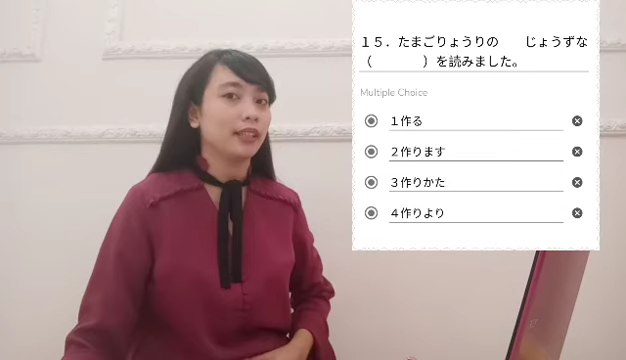 １５．たまごりょうりの　　じょうずな
（　　　　）を読みました。
Multiple Choice
１作る
２作ります
３作りかた
４作りより